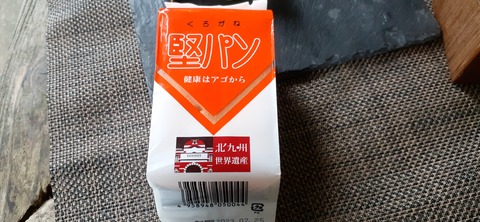 くろがね
堅パン
健康はアゴから
北九州
世界遺産